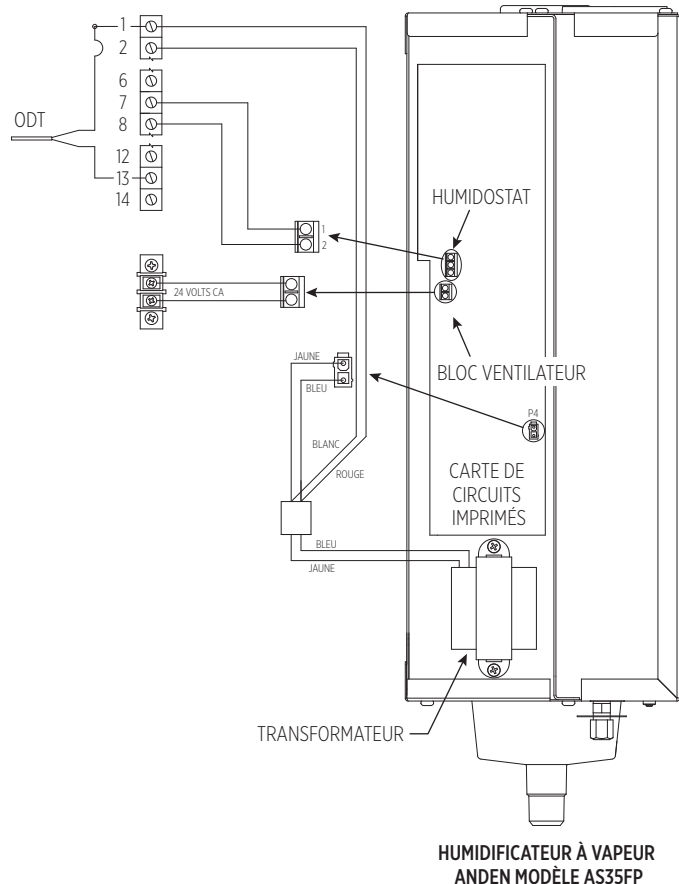 1
2
6
7
8
12
13
14
ODT
HUMIDOSTAT
1
2
24 VOLTS CA
BLOC VENTILATEUR
JAUNE
BLEU
P4
BLANC
ROUGE
CARTE DE
CIRCUITS
IMPRIMÉS
BLEU
JAUNE
TRANSFORMATEUR
HUMIDIFICATEUR À VAPEUR
ANDEN MODÈLE AS35FP